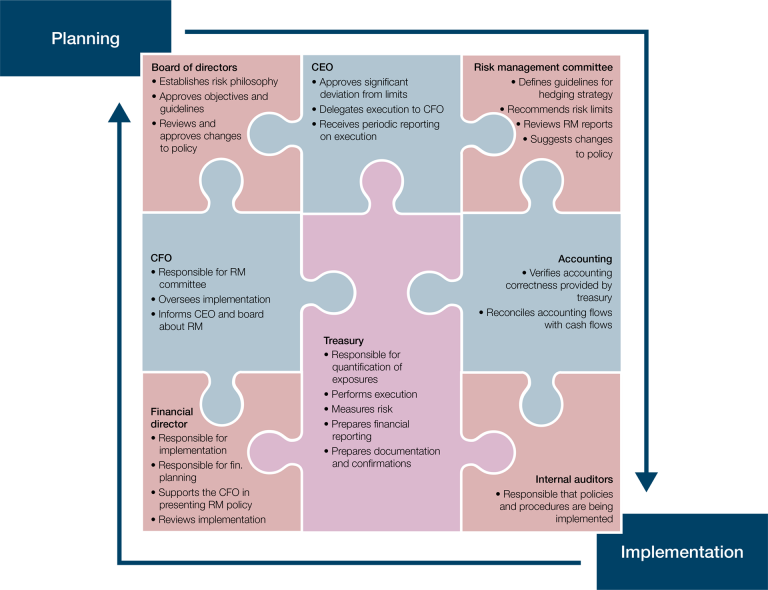 Planning
Board of directors
• Establishes risk philosophy
• Approves objectives and
guidelines
• Reviews and
approves changes
to policy
CEO
• Approves significant
deviation from limits
• Delegates execution to CFO
• Receives periodic reporting
on execution
Risk management committee
• Defines guidelines for
hedging strategy
• Recommends risk limits
• Reviews RM reports
• Suggests changes
to policy
CFO
• Responsible for RM
committee
• Oversees implementation
• Informs CEO and board
about RM
Treasury
• Responsible for
quantification of
exposures
• Performs execution
• Measures risk
• Prepares financial
reporting
• Prepares documentation
and confirmations
Accounting
• Verifies accounting
correctness provided by
treasury
• Reconciles accounting flows
with cash flows
Financial
director
• Responsible for
implementation
• Responsible for fin.
planning
• Supports the CFO in
presenting RM policy
• Reviews implementation
Internal auditors
• Responsible that policies
and procedures are being
implemented
Implementation